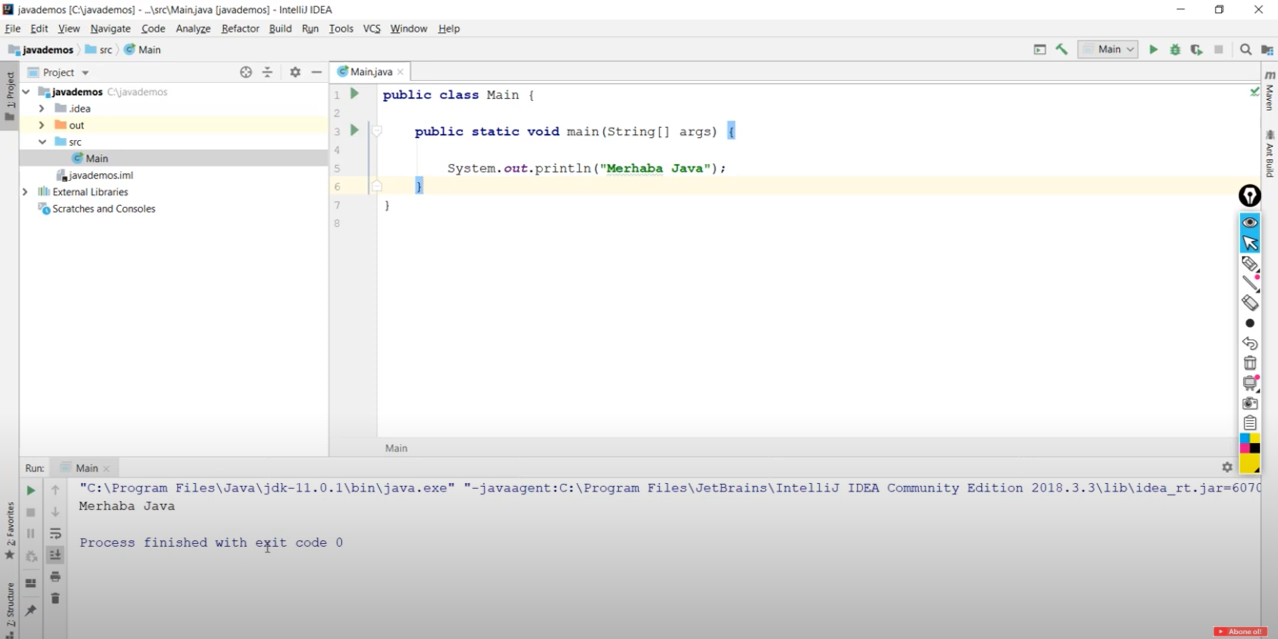 javademos [C:\javademos] - ...\src\Main.java [javademos] - IntelliJ IDEA
File Edit View Navigate Code Analyze Refactor Build Run Tools VCS Window Help
javademos src Main
Main
1: Project
Project
javademos C:\javademos
.idea
out
src
Main
javademos.iml
External Libraries
Scratches and Consoles
Main.java
1 public class Main {
2
3 public static void main(String[] args) {
4
5 System.out.println("Merhaba Java");
6 }
7 }
8
Main
Maven
Ant Build
Run: Main
"C:\Program Files\Java\jdk-11.0.1\bin\java.exe" "-javaagent:C:\Program Files\JetBrains\IntelliJ IDEA Community Edition 2018.3.3\lib\idea_rt.jar=6070
Merhaba Java
Process finished with exit code 0
2: Favorites
Z: Structure
Abone ol!